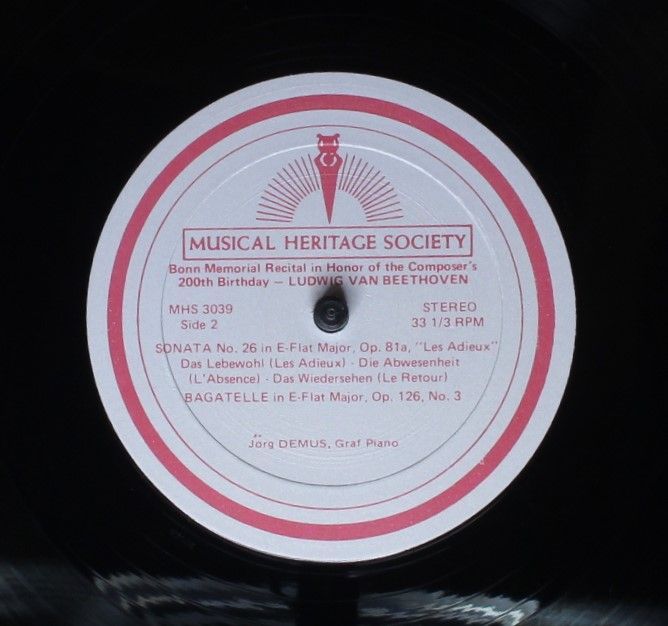 MUSICAL HERITAGE SOCIETY
Bonn Memorial Recital in Honor of the Composer's
200th Birthday — LUDWIG VAN BEETHOVEN
MHS 3039 STEREO
Side 2 33 1/3 RPM
SONATA No. 26 in E-Flat Major, Op. 81a, "Les Adieux"
Das Lebewohl (Les Adieux) - Die Abwesenheit
(L'Absence) - Das Wiedersehen (Le Retour)
BAGATELLE in E-Flat Major, Op. 126, No. 3
Jörg DEMUS, Graf Piano